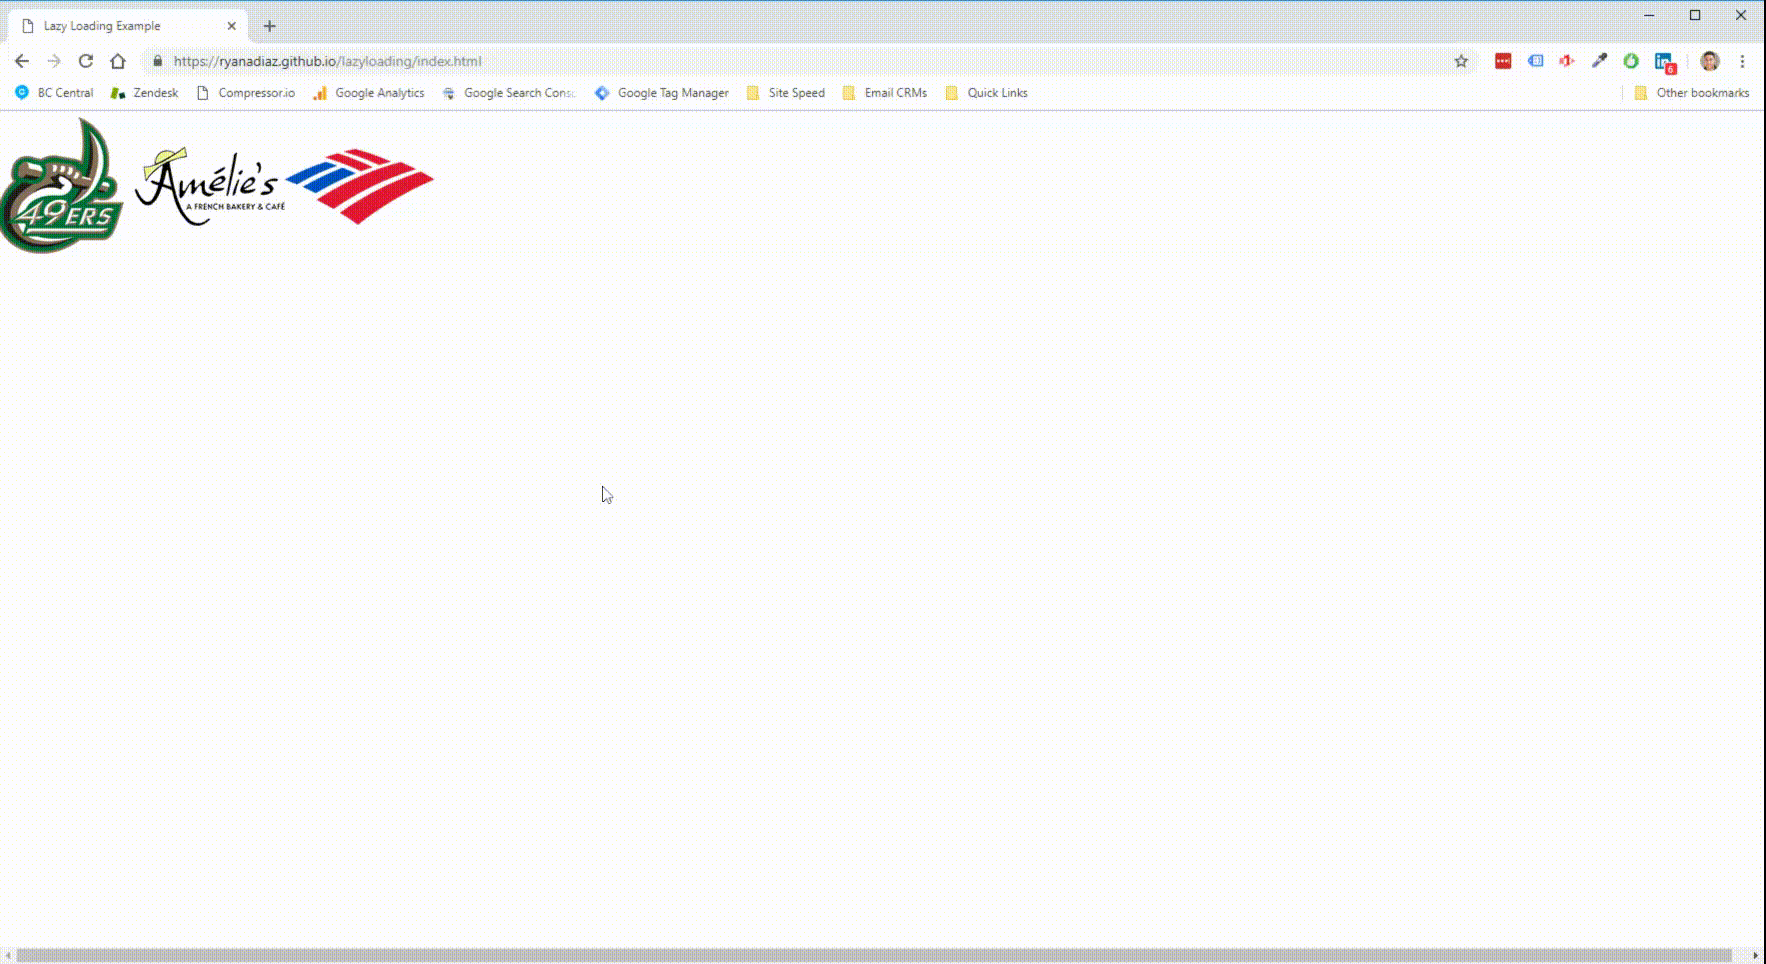 Lazy Loading Example
https://ryanadiaz.github.io/lazyloading/index.html
6
BC Central Zendesk Compressor.io Google Analytics Google Search Cons Google Tag Manager Site Speed Email CRMs Quick Links Other bookmarks
49ERS
Amélie's
A FRENCH BAKERY & CAFÉ